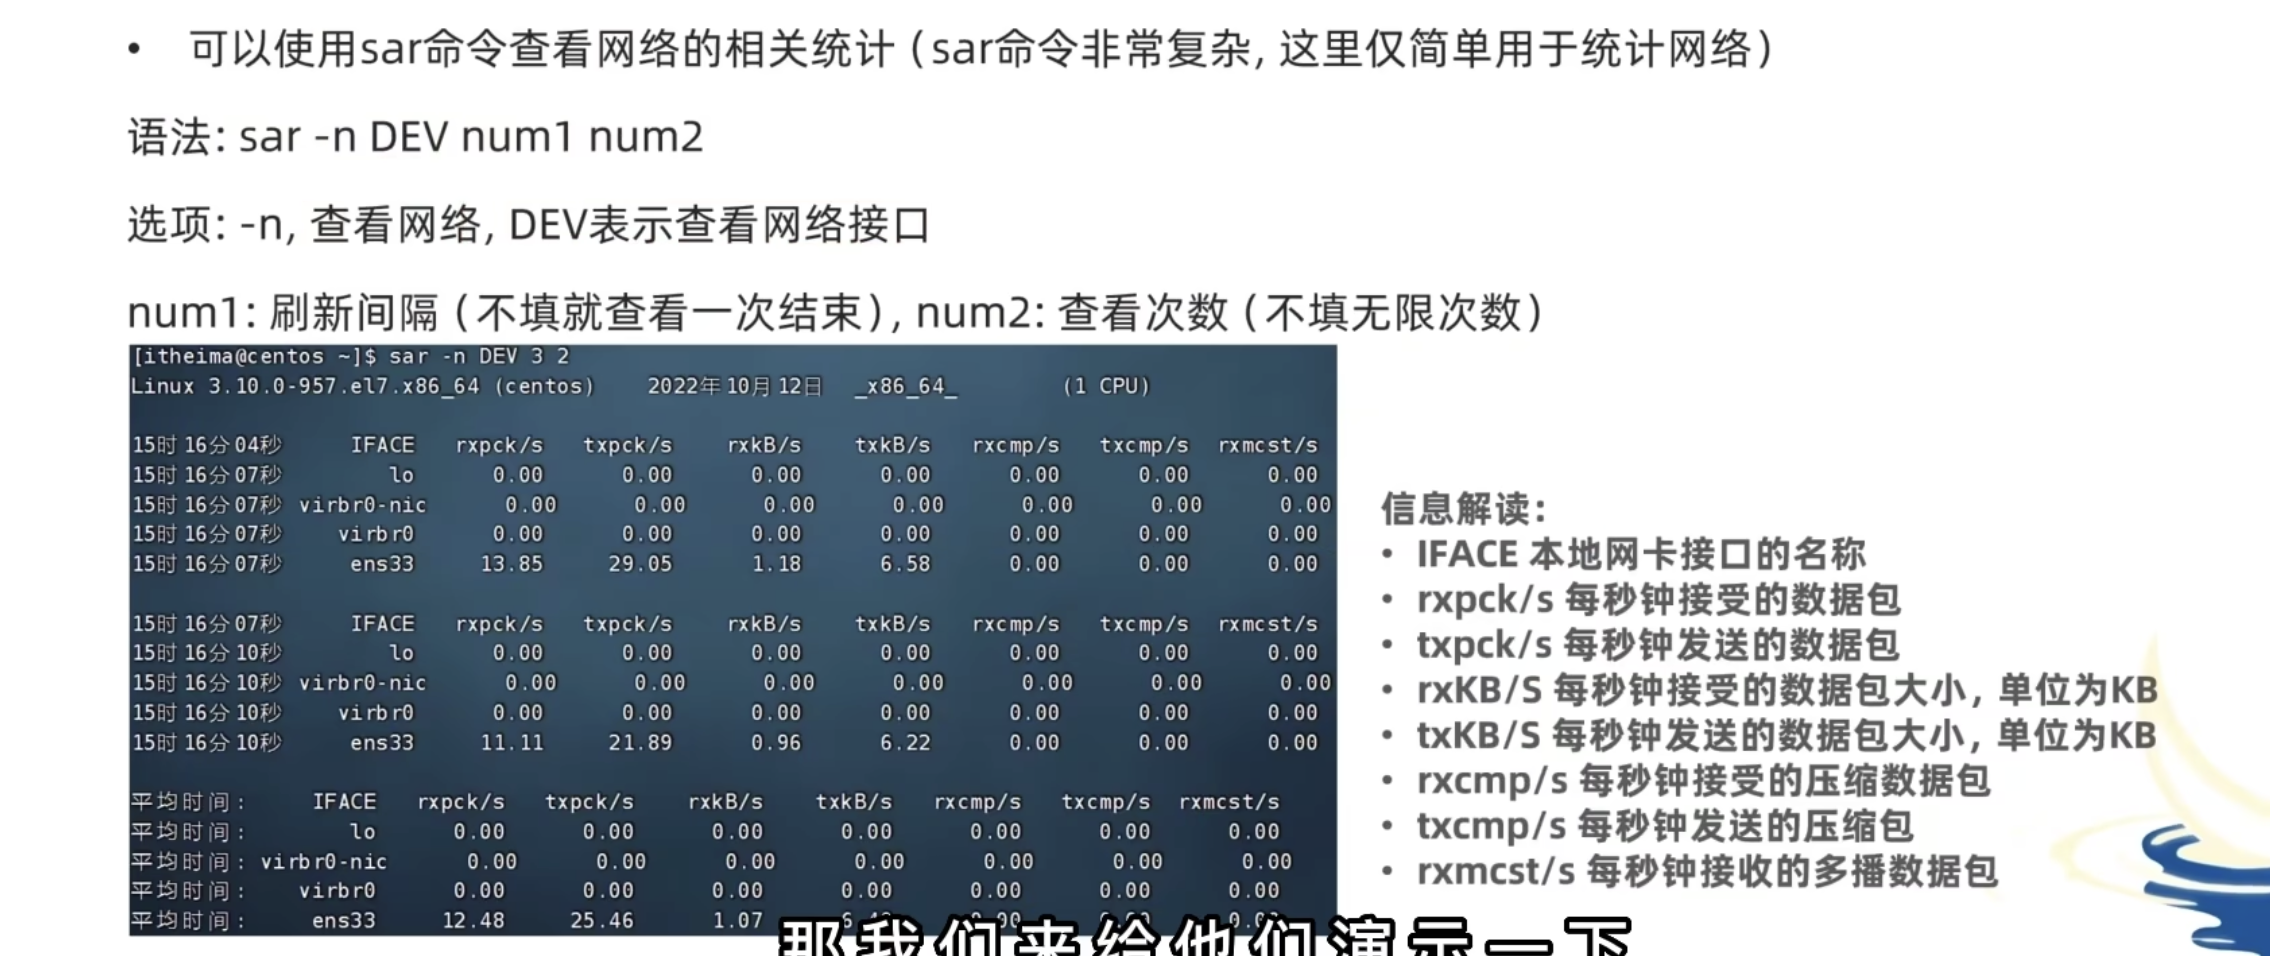 • 可以使用sar命令查看网络的相关统计（sar命令非常复杂, 这里仅简单用于统计网络）
语法: sar -n DEV num1 num2
选项: -n, 查看网络, DEV表示查看网络接口
num1: 刷新间隔（不填就查看一次结束）, num2: 查看次数（不填无限次数）
[itheima@centos ~]$ sar -n DEV 3 2
Linux 3.10.0-957.el7.x86_64 (centos) 2022年10月12日 _x86_64_ (1 CPU)
15时16分04秒 IFACE rxpck/s txpck/s rxkB/s txkB/s rxcmp/s txcmp/s rxmcst/s
15时16分07秒 lo 0.00 0.00 0.00 0.00 0.00 0.00 0.00
15时16分07秒 virbr0-nic 0.00 0.00 0.00 0.00 0.00 0.00 0.00
15时16分07秒 virbr0 0.00 0.00 0.00 0.00 0.00 0.00 0.00
15时16分07秒 ens33 13.85 29.05 1.18 6.58 0.00 0.00 0.00
15时16分07秒 IFACE rxpck/s txpck/s rxkB/s txkB/s rxcmp/s txcmp/s rxmcst/s
15时16分10秒 lo 0.00 0.00 0.00 0.00 0.00 0.00 0.00
15时16分10秒 virbr0-nic 0.00 0.00 0.00 0.00 0.00 0.00 0.00
15时16分10秒 virbr0 0.00 0.00 0.00 0.00 0.00 0.00 0.00
15时16分10秒 ens33 11.11 21.89 0.96 6.22 0.00 0.00 0.00
平均时间: IFACE rxpck/s txpck/s rxkB/s txkB/s rxcmp/s txcmp/s rxmcst/s
平均时间: lo 0.00 0.00 0.00 0.00 0.00 0.00 0.00
平均时间: virbr0-nic 0.00 0.00 0.00 0.00 0.00 0.00 0.00
平均时间: virbr0 0.00 0.00 0.00 0.00 0.00 0.00 0.00
平均时间: ens33 12.48 25.46 1.07
信息解读:
• IFACE 本地网卡接口的名称
• rxpck/s 每秒钟接受的数据包
• txpck/s 每秒钟发送的数据包
• rxKB/S 每秒钟接受的数据包大小, 单位为KB
• txKB/S 每秒钟发送的数据包大小, 单位为KB
• rxcmp/s 每秒钟接受的压缩数据包
• txcmp/s 每秒钟发送的压缩包
• rxmcst/s 每秒钟接收的多播数据包
那我们来给他们演示一下